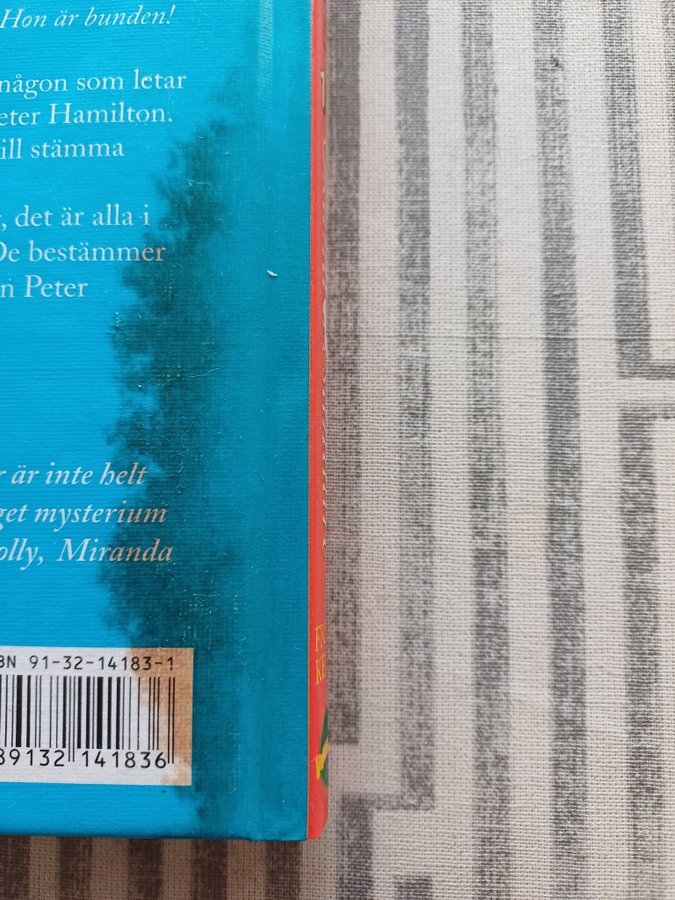 Hon är bunden!
någon som letar
eter Hamilton.
ill stämma
, det är alla i
De bestämmer
n Peter
r är inte helt
get mysterium
olly, Miranda
BN 91-32-14183-1
89132 141836